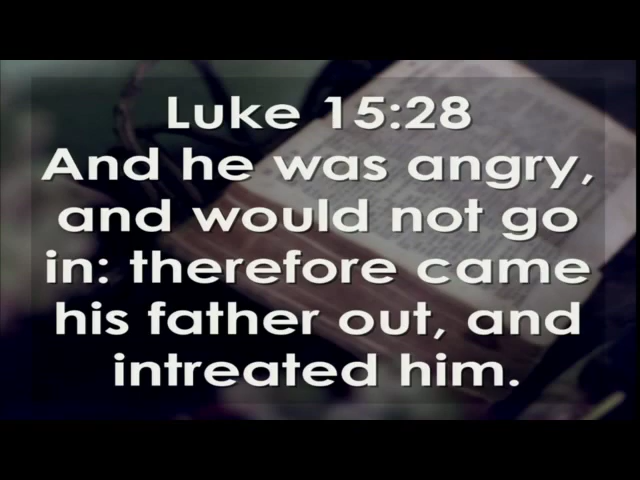 Luke 15:28
And he was angry,
and would not go
in: therefore came
his father out, and
intreated him.